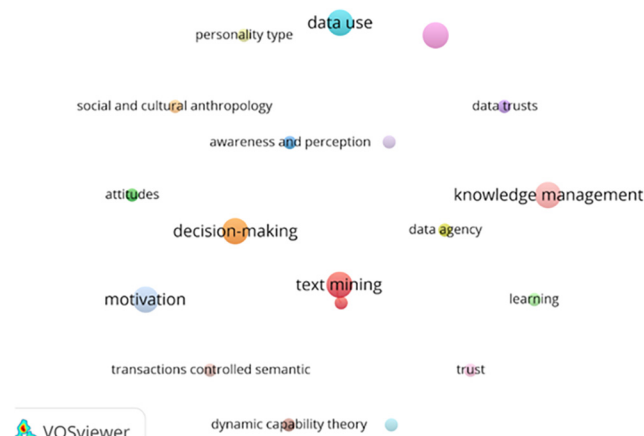 data use
personality type
social and cultural anthropology
data trusts
awareness and perception
attitudes
knowledge management
decision-making
data agency
text mining
motivation
learning
transactions controlled semantic
trust
dynamic capability theory
VOSviewer